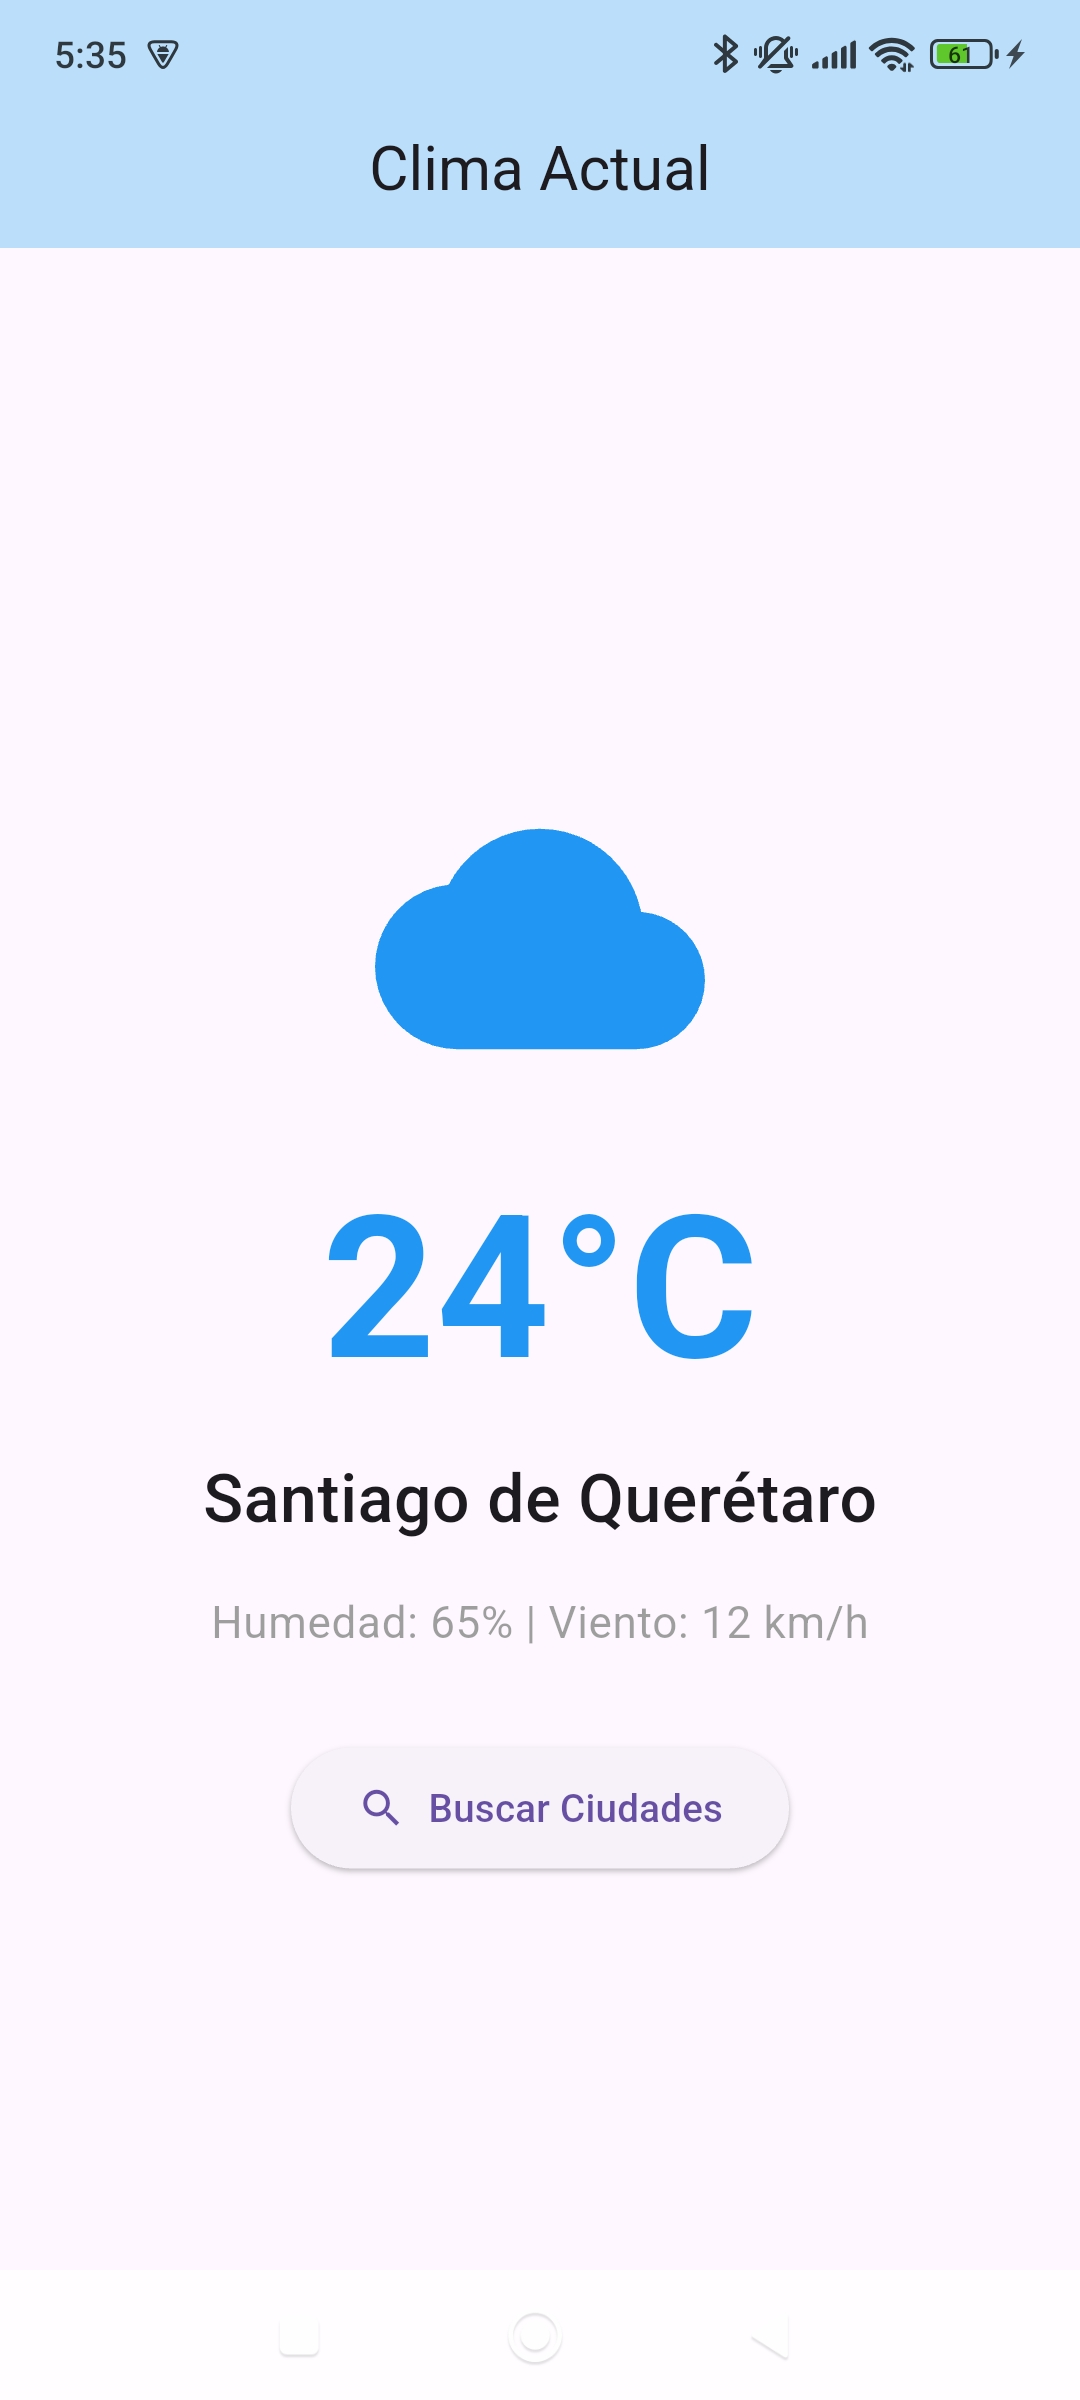 5:35
61
Clima Actual
24°C
Santiago de Querétaro
Humedad: 65% | Viento: 12 km/h
Buscar Ciudades